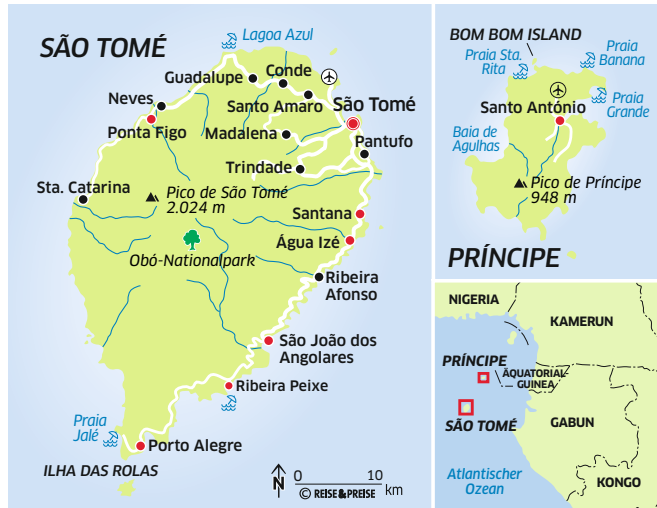 SÃO TOMÉ
Lagoa Azul
Guadalupe
Conde
Neves
Santo Amaro
São Tomé
Ponta Figo
Madalena
Pantufo
Trindade
Sta. Catarina
Pico de São Tomé
2.024 m
Santana
Água Izé
Obó-Nationalpark
Ribeira
Afonso
São João dos
Angolares
Ribeira Peixe
Praia
Jalé
Porto Alegre
ILHA DAS ROLAS
N
0 10
km
© REISE&PREISE
BOM BOM ISLAND
Praia Sta.
Rita
Praia
Banana
Santo António
Praia
Grande
Baia de
Agulhas
Pico de Príncipe
948 m
PRÍNCIPE
NIGERIA
KAMERUN
PRÍNCIPE
ÄQUATORIAL-
GUINEA
SÃO TOMÉ
GABUN
Atlantischer
Ozean
KONGO